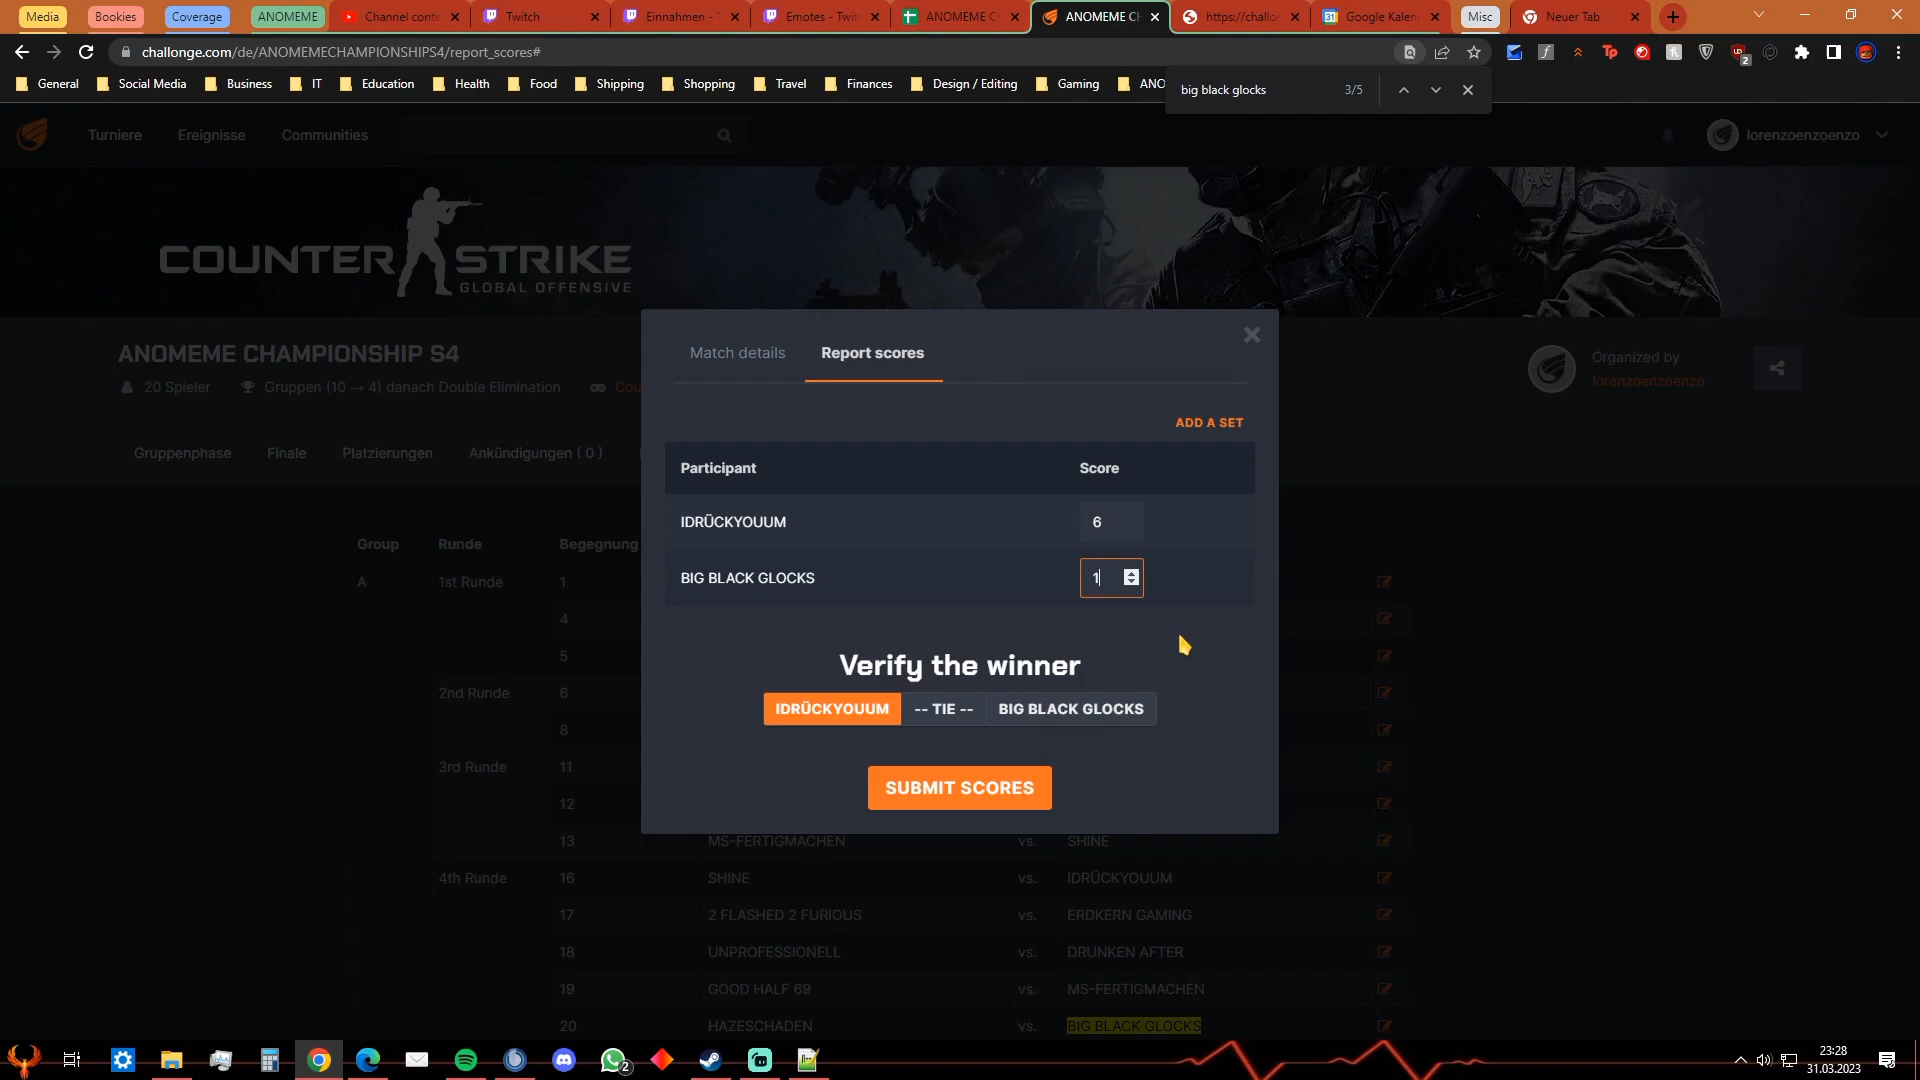 Media
Bookies
Coverage
ANOMEME
Channel conte
Twitch
Einnahmen - T
Emotes - Twitc
ANOMEME C
ANOMEME CH
https://challon
31
Google Kalen
Misc
Neuer Tab
challonge.com/de/ANOMEMECHAMPIONSHIPS4/report_scores#
2
General
Social Media
Business
IT
Education
Health
Food
Shipping
Shopping
Travel
Finances
Design / Editing
Gaming
ANO
big black glocks
3/5
Turniere
Ereignisse
Communities
lorenzoenzoenzo
COUNTER STRIKE
GLOBAL OFFENSIVE
ANOMEME CHAMPIONSHIP S4
20 Spieler
Gruppen (10 → 4) danach Double Elimination
Cou
Organized by
lorenzoenzoenzo
Gruppenphase
Finale
Platzierungen
Ankündigungen ( 0 )
Match details
Report scores
ADD A SET
Participant
Score
IDRÜCKYOUUM
6
BIG BLACK GLOCKS
1
Verify the winner
IDRÜCKYOUUM
-- TIE --
BIG BLACK GLOCKS
SUBMIT SCORES
Group
Runde
Begegnung
A
1st Runde
1
4
5
2nd Runde
6
8
3rd Runde
11
12
13
MS-FERTIGMACHEN
vs.
SHINE
4th Runde
16
SHINE
vs.
IDRÜCKYOUUM
17
2 FLASHED 2 FURIOUS
vs.
ERDKERN GAMING
18
UNPROFESSIONELL
vs.
DRUNKEN AFTER
19
GOOD HALF 69
vs.
MS-FERTIGMACHEN
20
HAZESCHADEN
vs.
BIG BLACK GLOCKS
2
23:28
31.03.2023